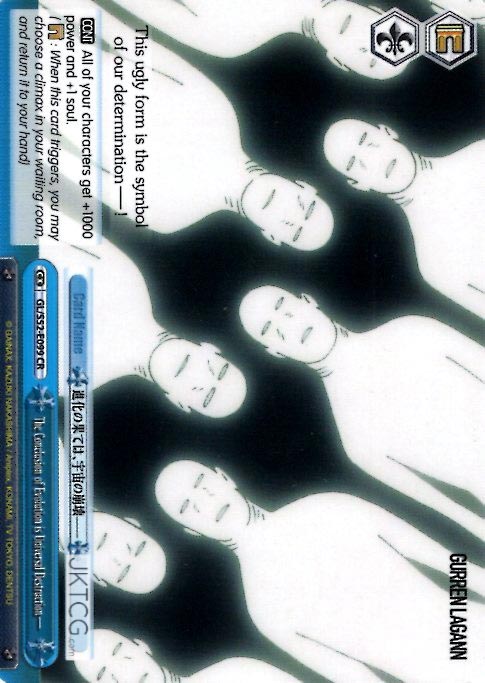 This ugly form is the symbol
of our determination——!
CONT All of your characters get +1000
power and +1 soul.
( : When this card triggers, you may
choose a climax in your waiting room,
and return it to your hand)
Card Name
進化の果ては、宇宙の崩壊——
JKTCG.com
CX GL/S52-E099 CR
The Conclusion of Evolution is Universal Destruction—
© GAINAX, KAZUKI NAKASHIMA / Aniplex, KONAMI, TV TOKYO, DENTSU
GURREN LAGANN